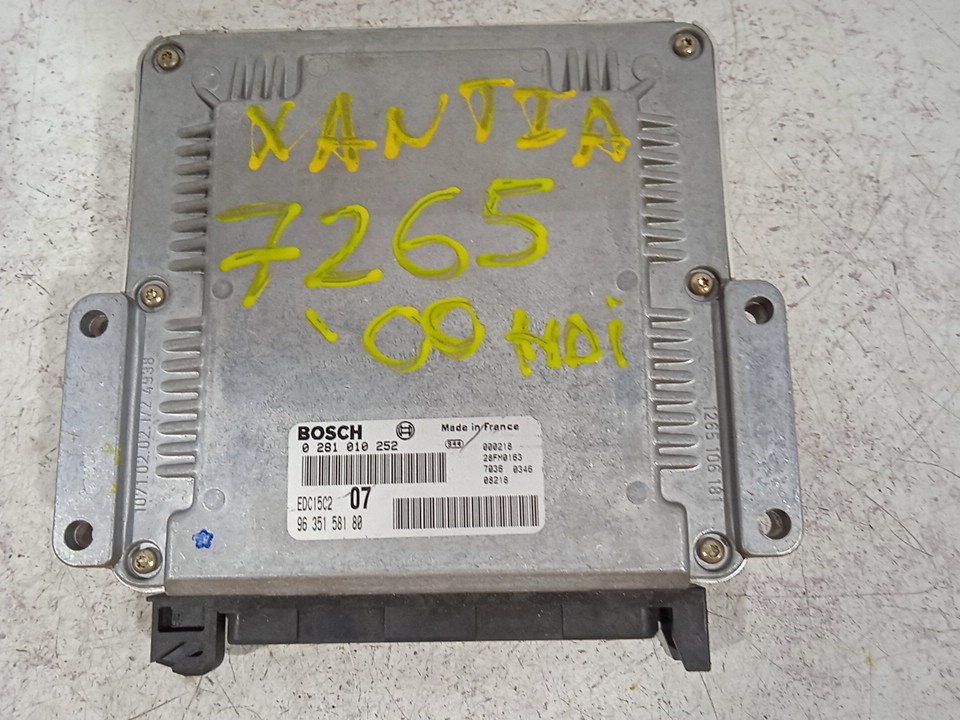 XANTIA
7265
'00 HDi
BOSCH
Made in France
0 281 010 252
944
000218
28FM0163
7036 0346
08218
EDC15C2 07
96 351 581 80
1265 106 181